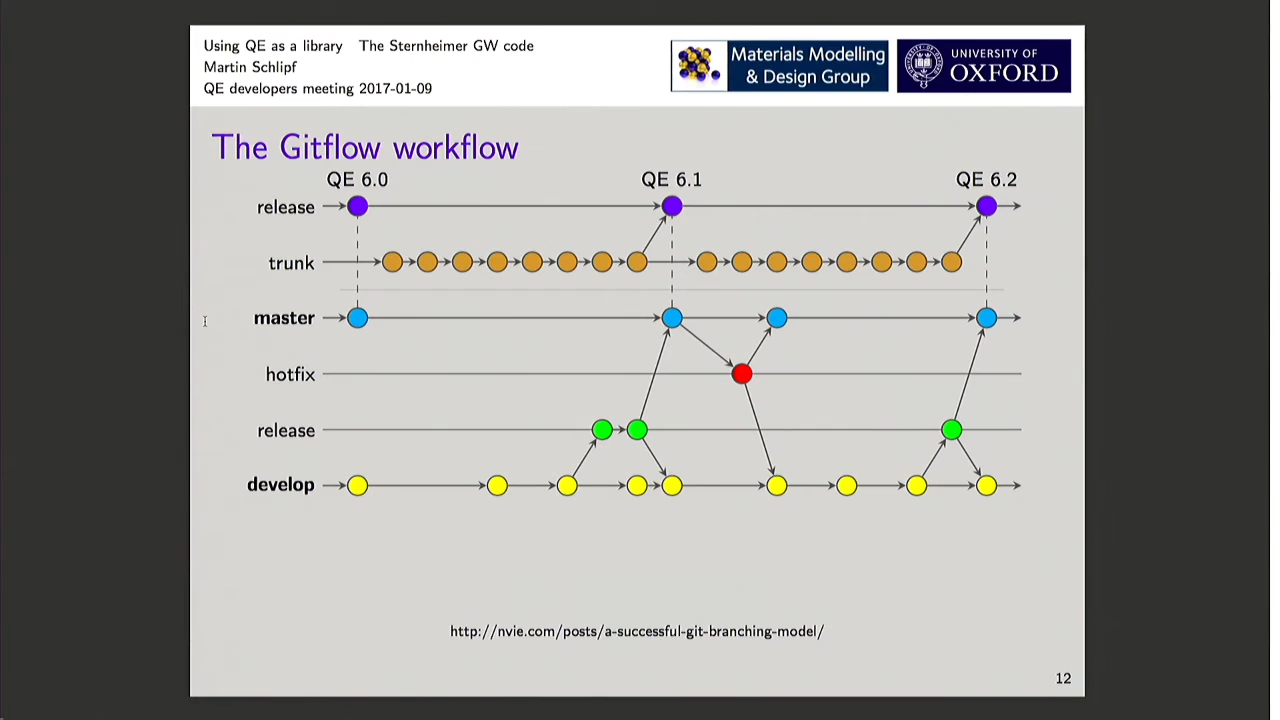 Using QE as a library The Sternheimer GW code
Martin Schlipf
QE developers meeting 2017-01-09
Materials Modelling
& Design Group
UNIVERSITY OF
OXFORD
The Gitflow workflow
QE 6.0 QE 6.1 QE 6.2
release
trunk
master
hotfix
release
develop
http://nvie.com/posts/a-successful-git-branching-model/
12